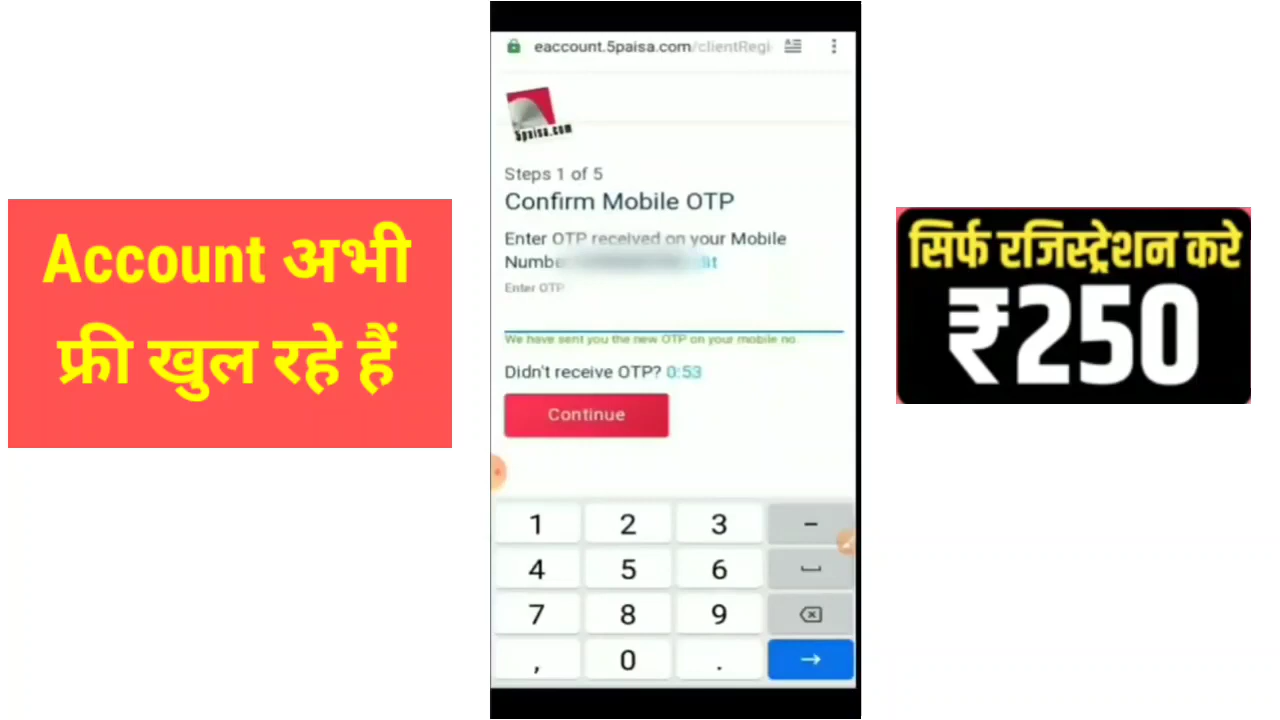 Account अभी
फ्री खुल रहे हैं
eaccount.5paisa.com/clientRegi
5paisa.com
Steps 1 of 5
Confirm Mobile OTP
Enter OTP received on your Mobile
Number
Enter OTP
We have sent you the new OTP on your mobile no
Didn't receive OTP? 0:53
Continue
1 2 3 -
4 5 6
7 8 9
, 0 .
सिर्फ रजिस्ट्रेशन करे
₹250